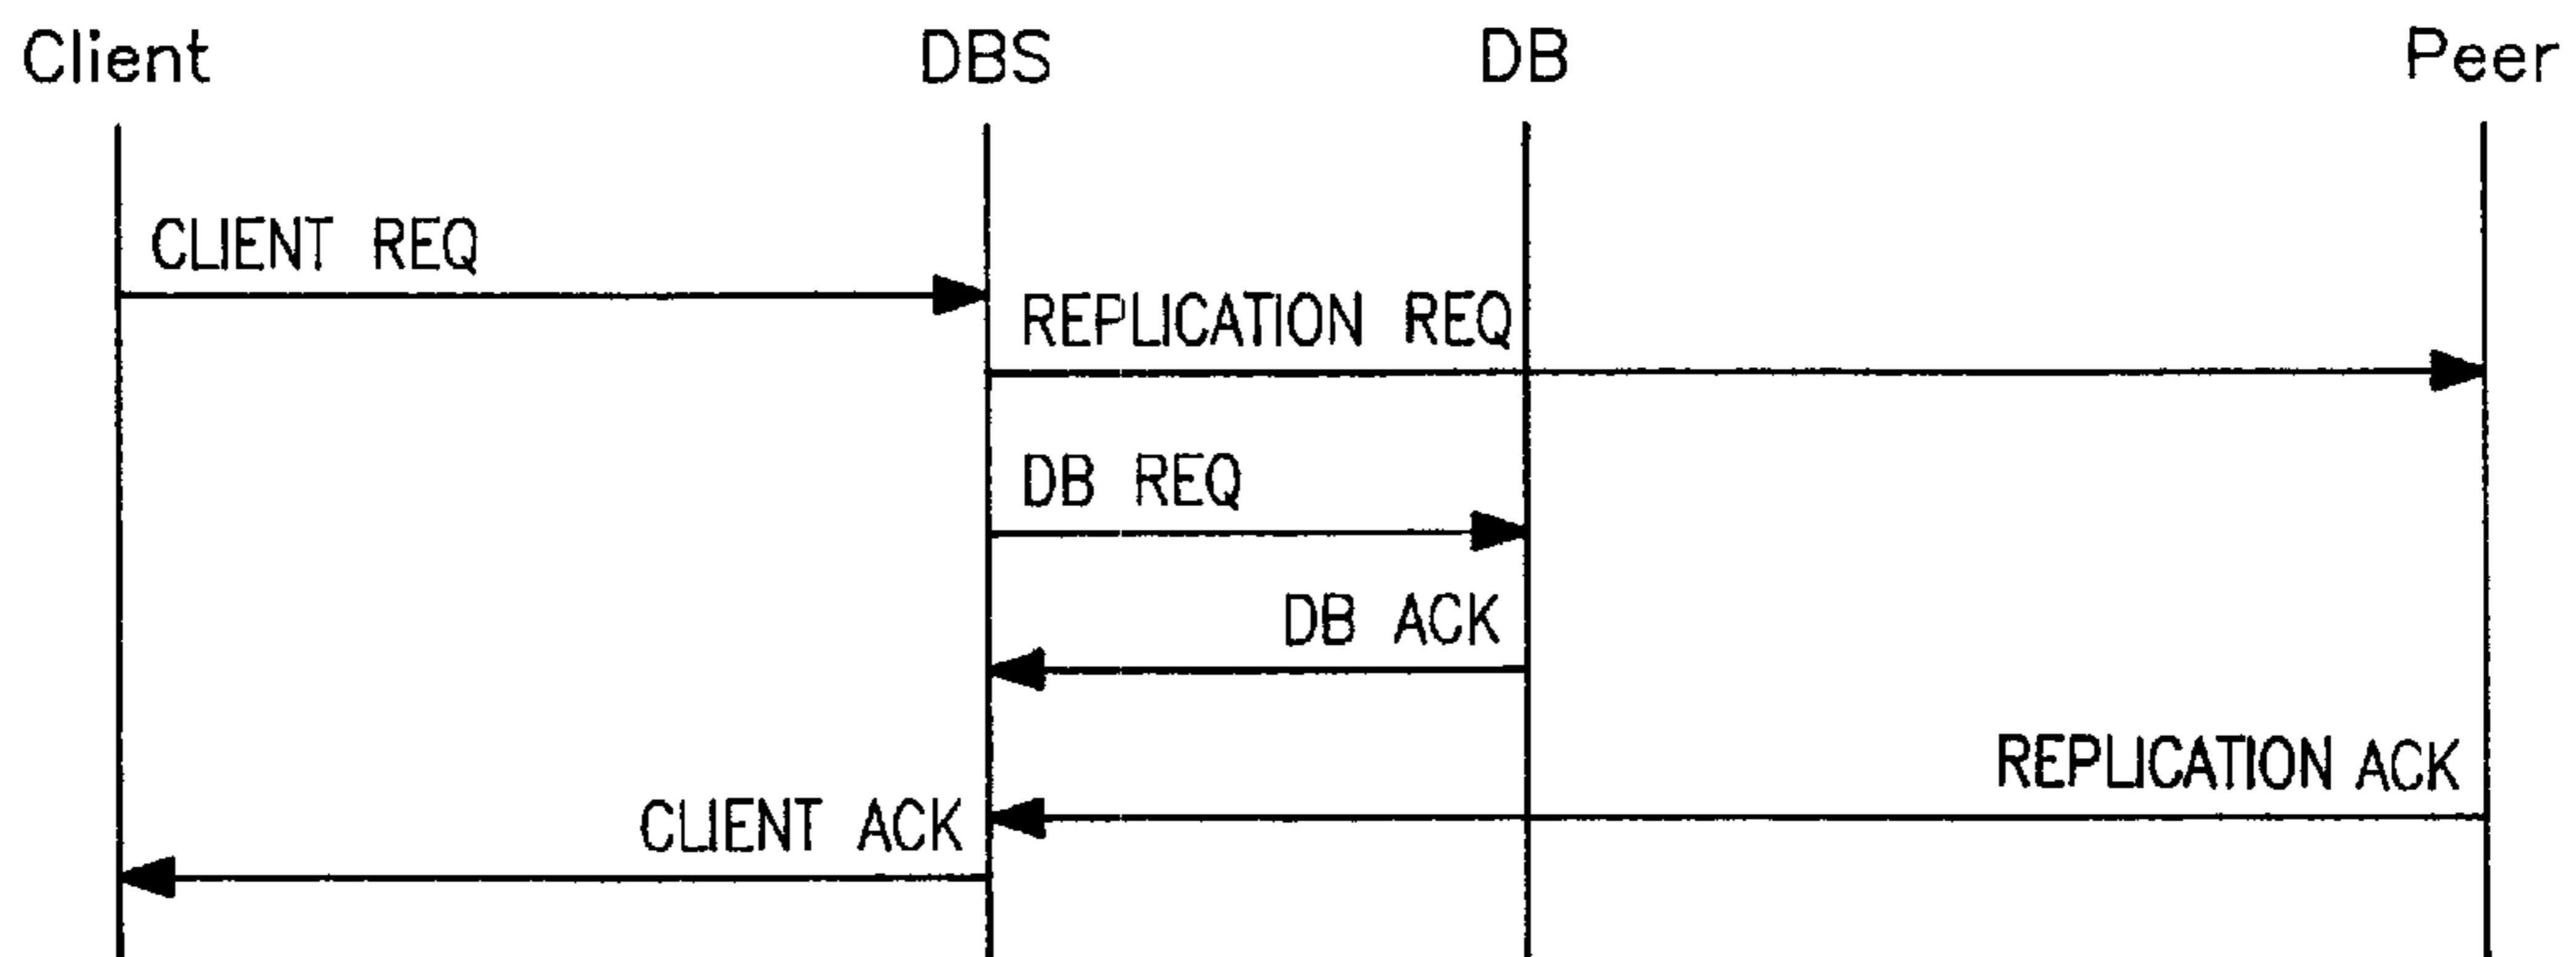 Client DBS DB Peer
CLIENT REQ
REPLICATION REQ
DB REQ
DB ACK
REPLICATION ACK
CLIENT ACK